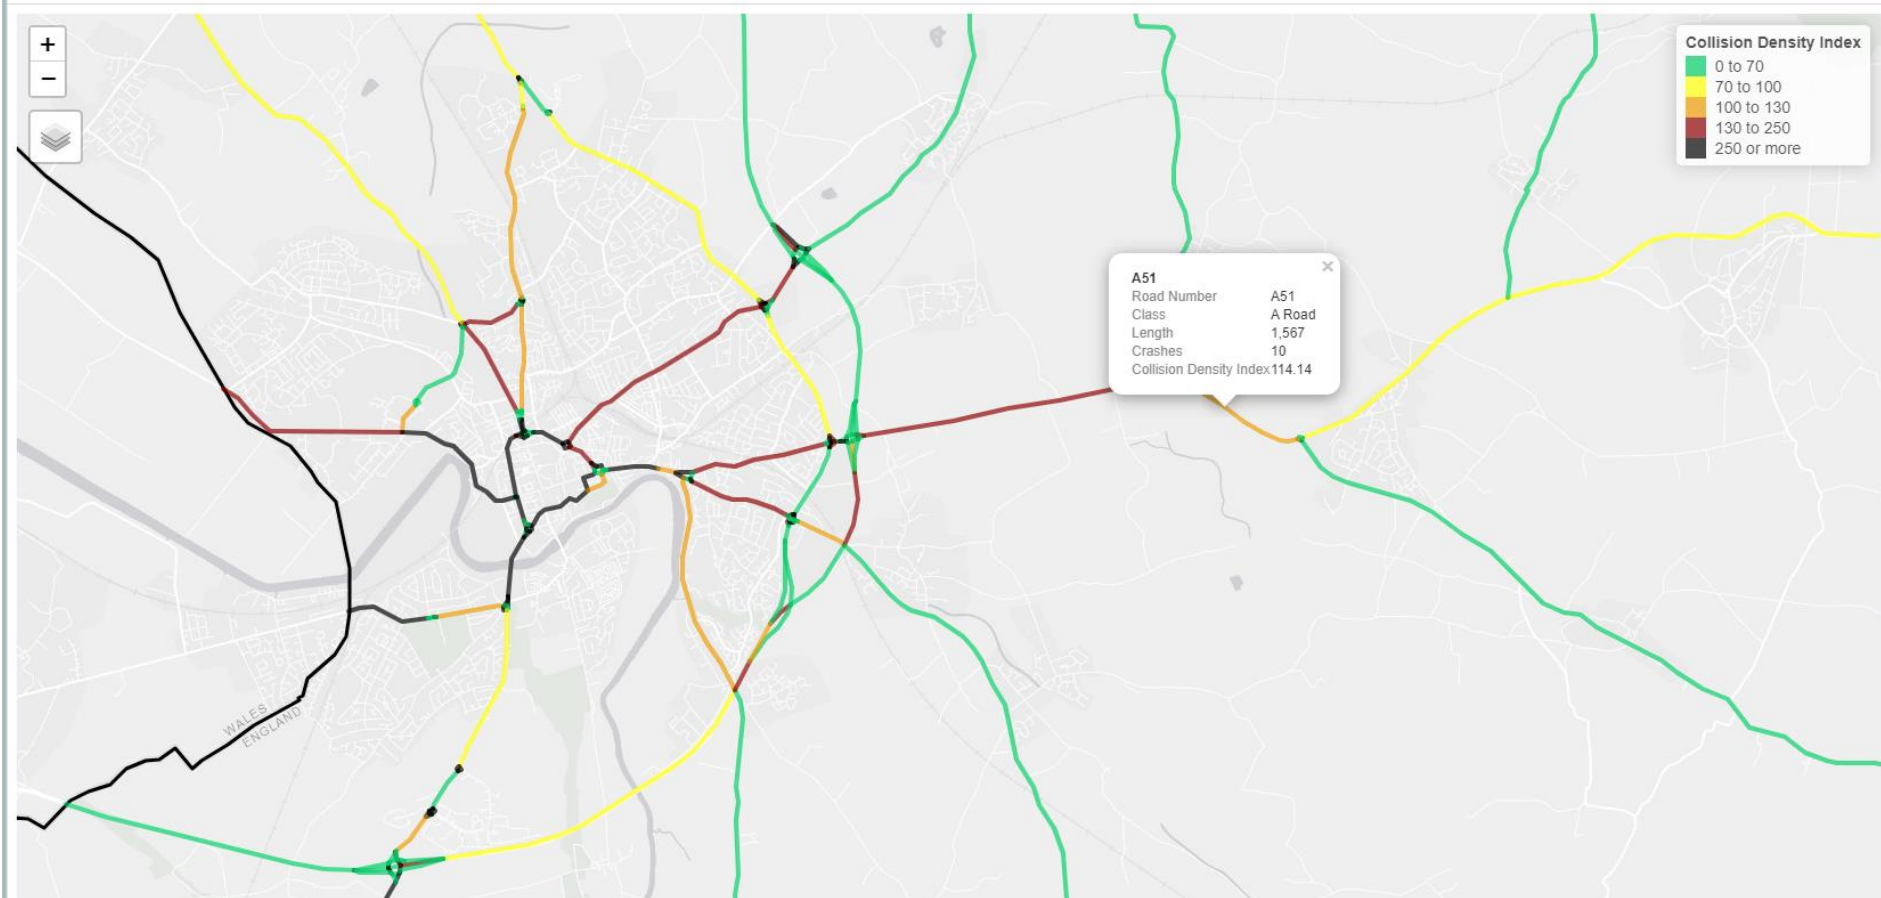 +
−
Collision Density Index
0 to 70
70 to 100
100 to 130
130 to 250
250 or more
×
A51
Road Number A51
Class A Road
Length 1,567
Crashes 10
Collision Density Index 114.14
WALES
ENGLAND